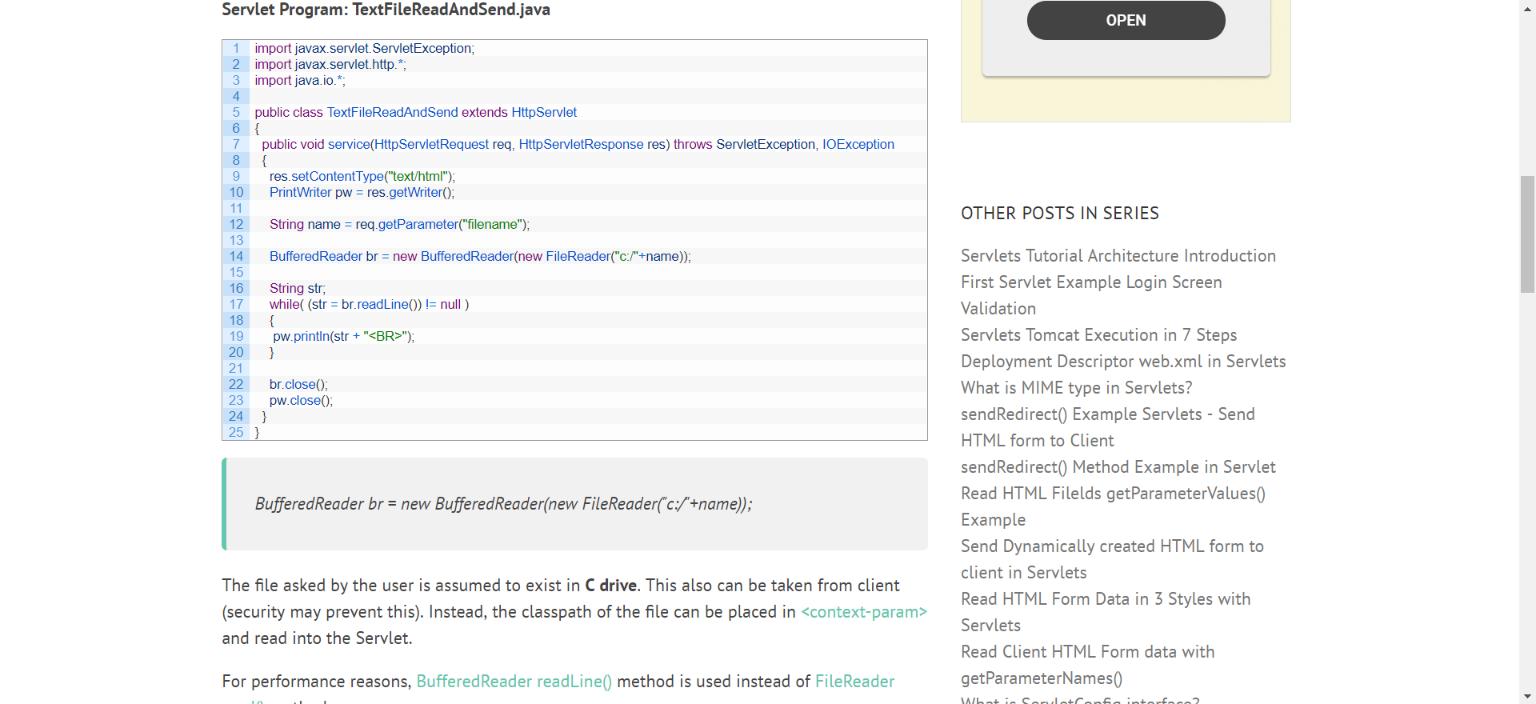 Servlet Program: TextFileReadAndSend.java
1 import javax.servlet.ServletException;
2 import javax.servlet.http.*;
3 import java.io.*;
4
5 public class TextFileReadAndSend extends HttpServlet
6 {
7 public void service(HttpServletRequest req, HttpServletResponse res) throws ServletException, IOException
8 {
9 res.setContentType("text/html");
10 PrintWriter pw = res.getWriter();
11
12 String name = req.getParameter("filename");
13
14 BufferedReader br = new BufferedReader(new FileReader("c:/"+name));
15
16 String str;
17 while( (str = br.readLine()) != null )
18 {
19 pw.println(str + "<BR>");
20 }
21
22 br.close();
23 pw.close();
24 }
25 }
BufferedReader br = new BufferedReader(new FileReader("c:/"+name));
The file asked by the user is assumed to exist in C drive. This also can be taken from client
(security may prevent this). Instead, the classpath of the file can be placed in <context-param>
and read into the Servlet.
For performance reasons, BufferedReader readLine() method is used instead of FileReader
OPEN
OTHER POSTS IN SERIES
Servlets Tutorial Architecture Introduction
First Servlet Example Login Screen
Validation
Servlets Tomcat Execution in 7 Steps
Deployment Descriptor web.xml in Servlets
What is MIME type in Servlets?
sendRedirect() Example Servlets - Send
HTML form to Client
sendRedirect() Method Example in Servlet
Read HTML Filelds getParameterValues()
Example
Send Dynamically created HTML form to
client in Servlets
Read HTML Form Data in 3 Styles with
Servlets
Read Client HTML Form data with
getParameterNames()
What is ServletConfig interface?